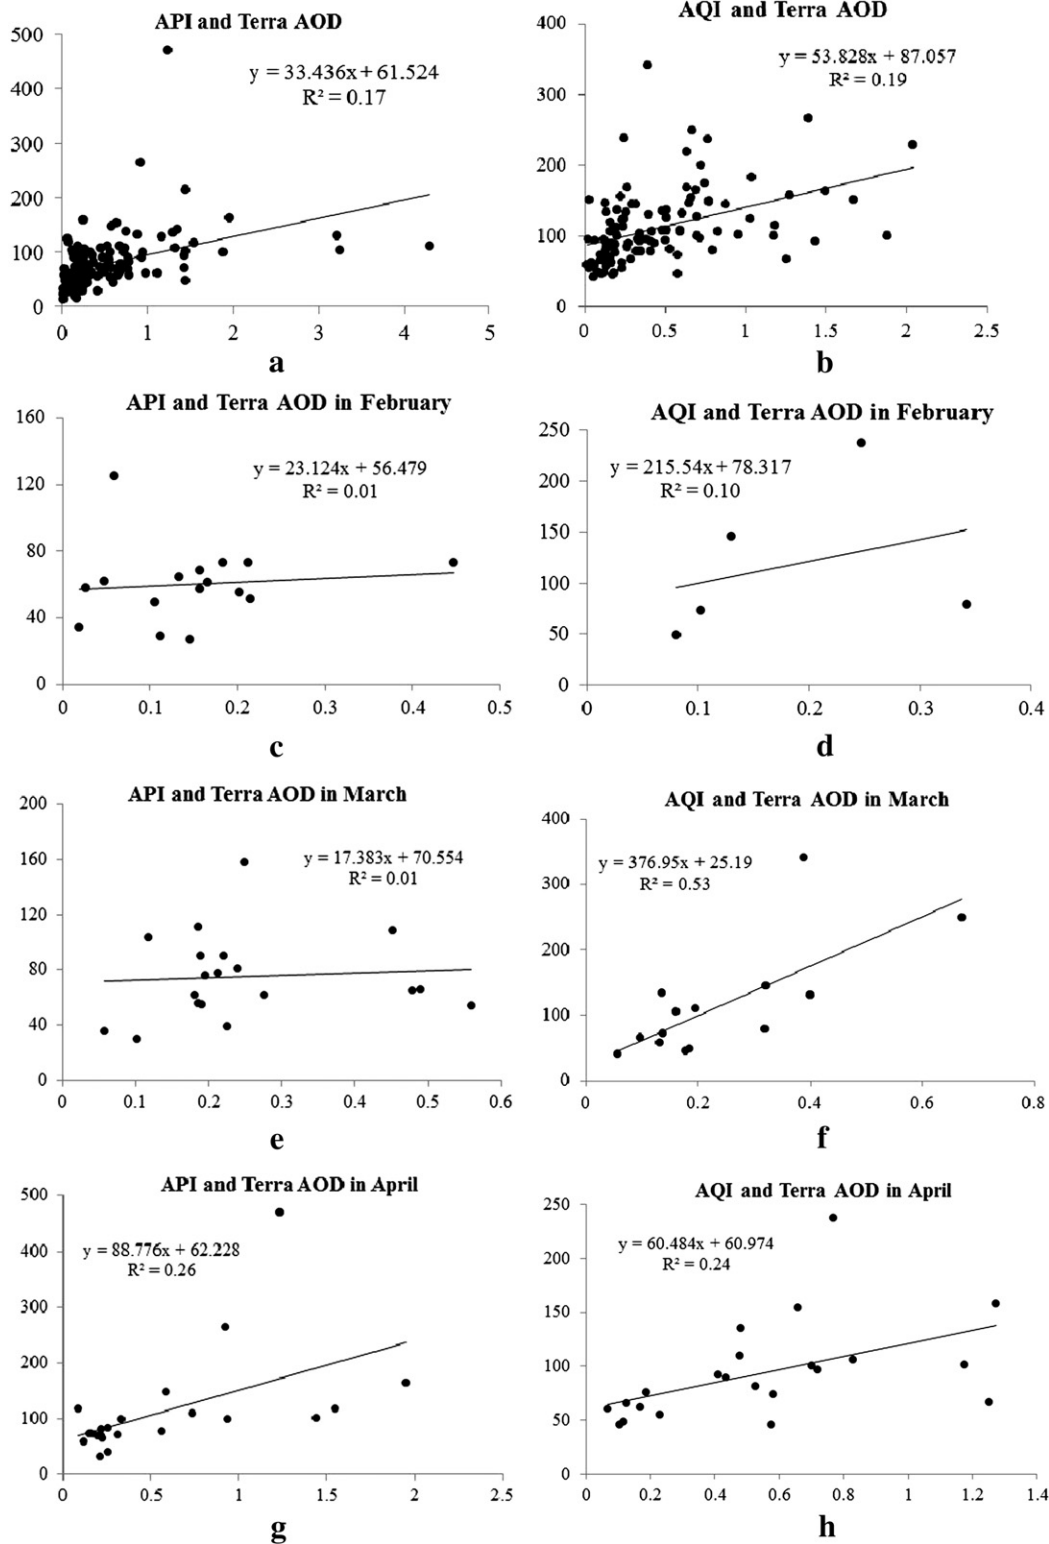 API and Terra AOD
500
400
300
200
100
0
y = 33.436x + 61.524
R² = 0.17
0 1 2 3 4 5
a
AQI and Terra AOD
400
300
200
100
0
y = 53.828x + 87.057
R² = 0.19
0 0.5 1 1.5 2 2.5
b
API and Terra AOD in February
160
120
80
40
0
y = 23.124x + 56.479
R² = 0.01
0 0.1 0.2 0.3 0.4 0.5
c
AQI and Terra AOD in February
250
200
150
100
50
0
y = 215.54x + 78.317
R² = 0.10
0 0.1 0.2 0.3 0.4
d
API and Terra AOD in March
200
160
120
80
40
0
y = 17.383x + 70.554
R² = 0.01
0 0.1 0.2 0.3 0.4 0.5 0.6
e
AQI and Terra AOD in March
400
300
200
100
0
y = 376.95x + 25.19
R² = 0.53
0 0.2 0.4 0.6 0.8
f
API and Terra AOD in April
500
400
300
200
100
0
y = 88.776x + 62.228
R² = 0.26
0 0.5 1 1.5 2 2.5
g
AQI and Terra AOD in April
250
200
150
100
50
0
y = 60.484x + 60.974
R² = 0.24
0 0.2 0.4 0.6 0.8 1 1.2 1.4
h